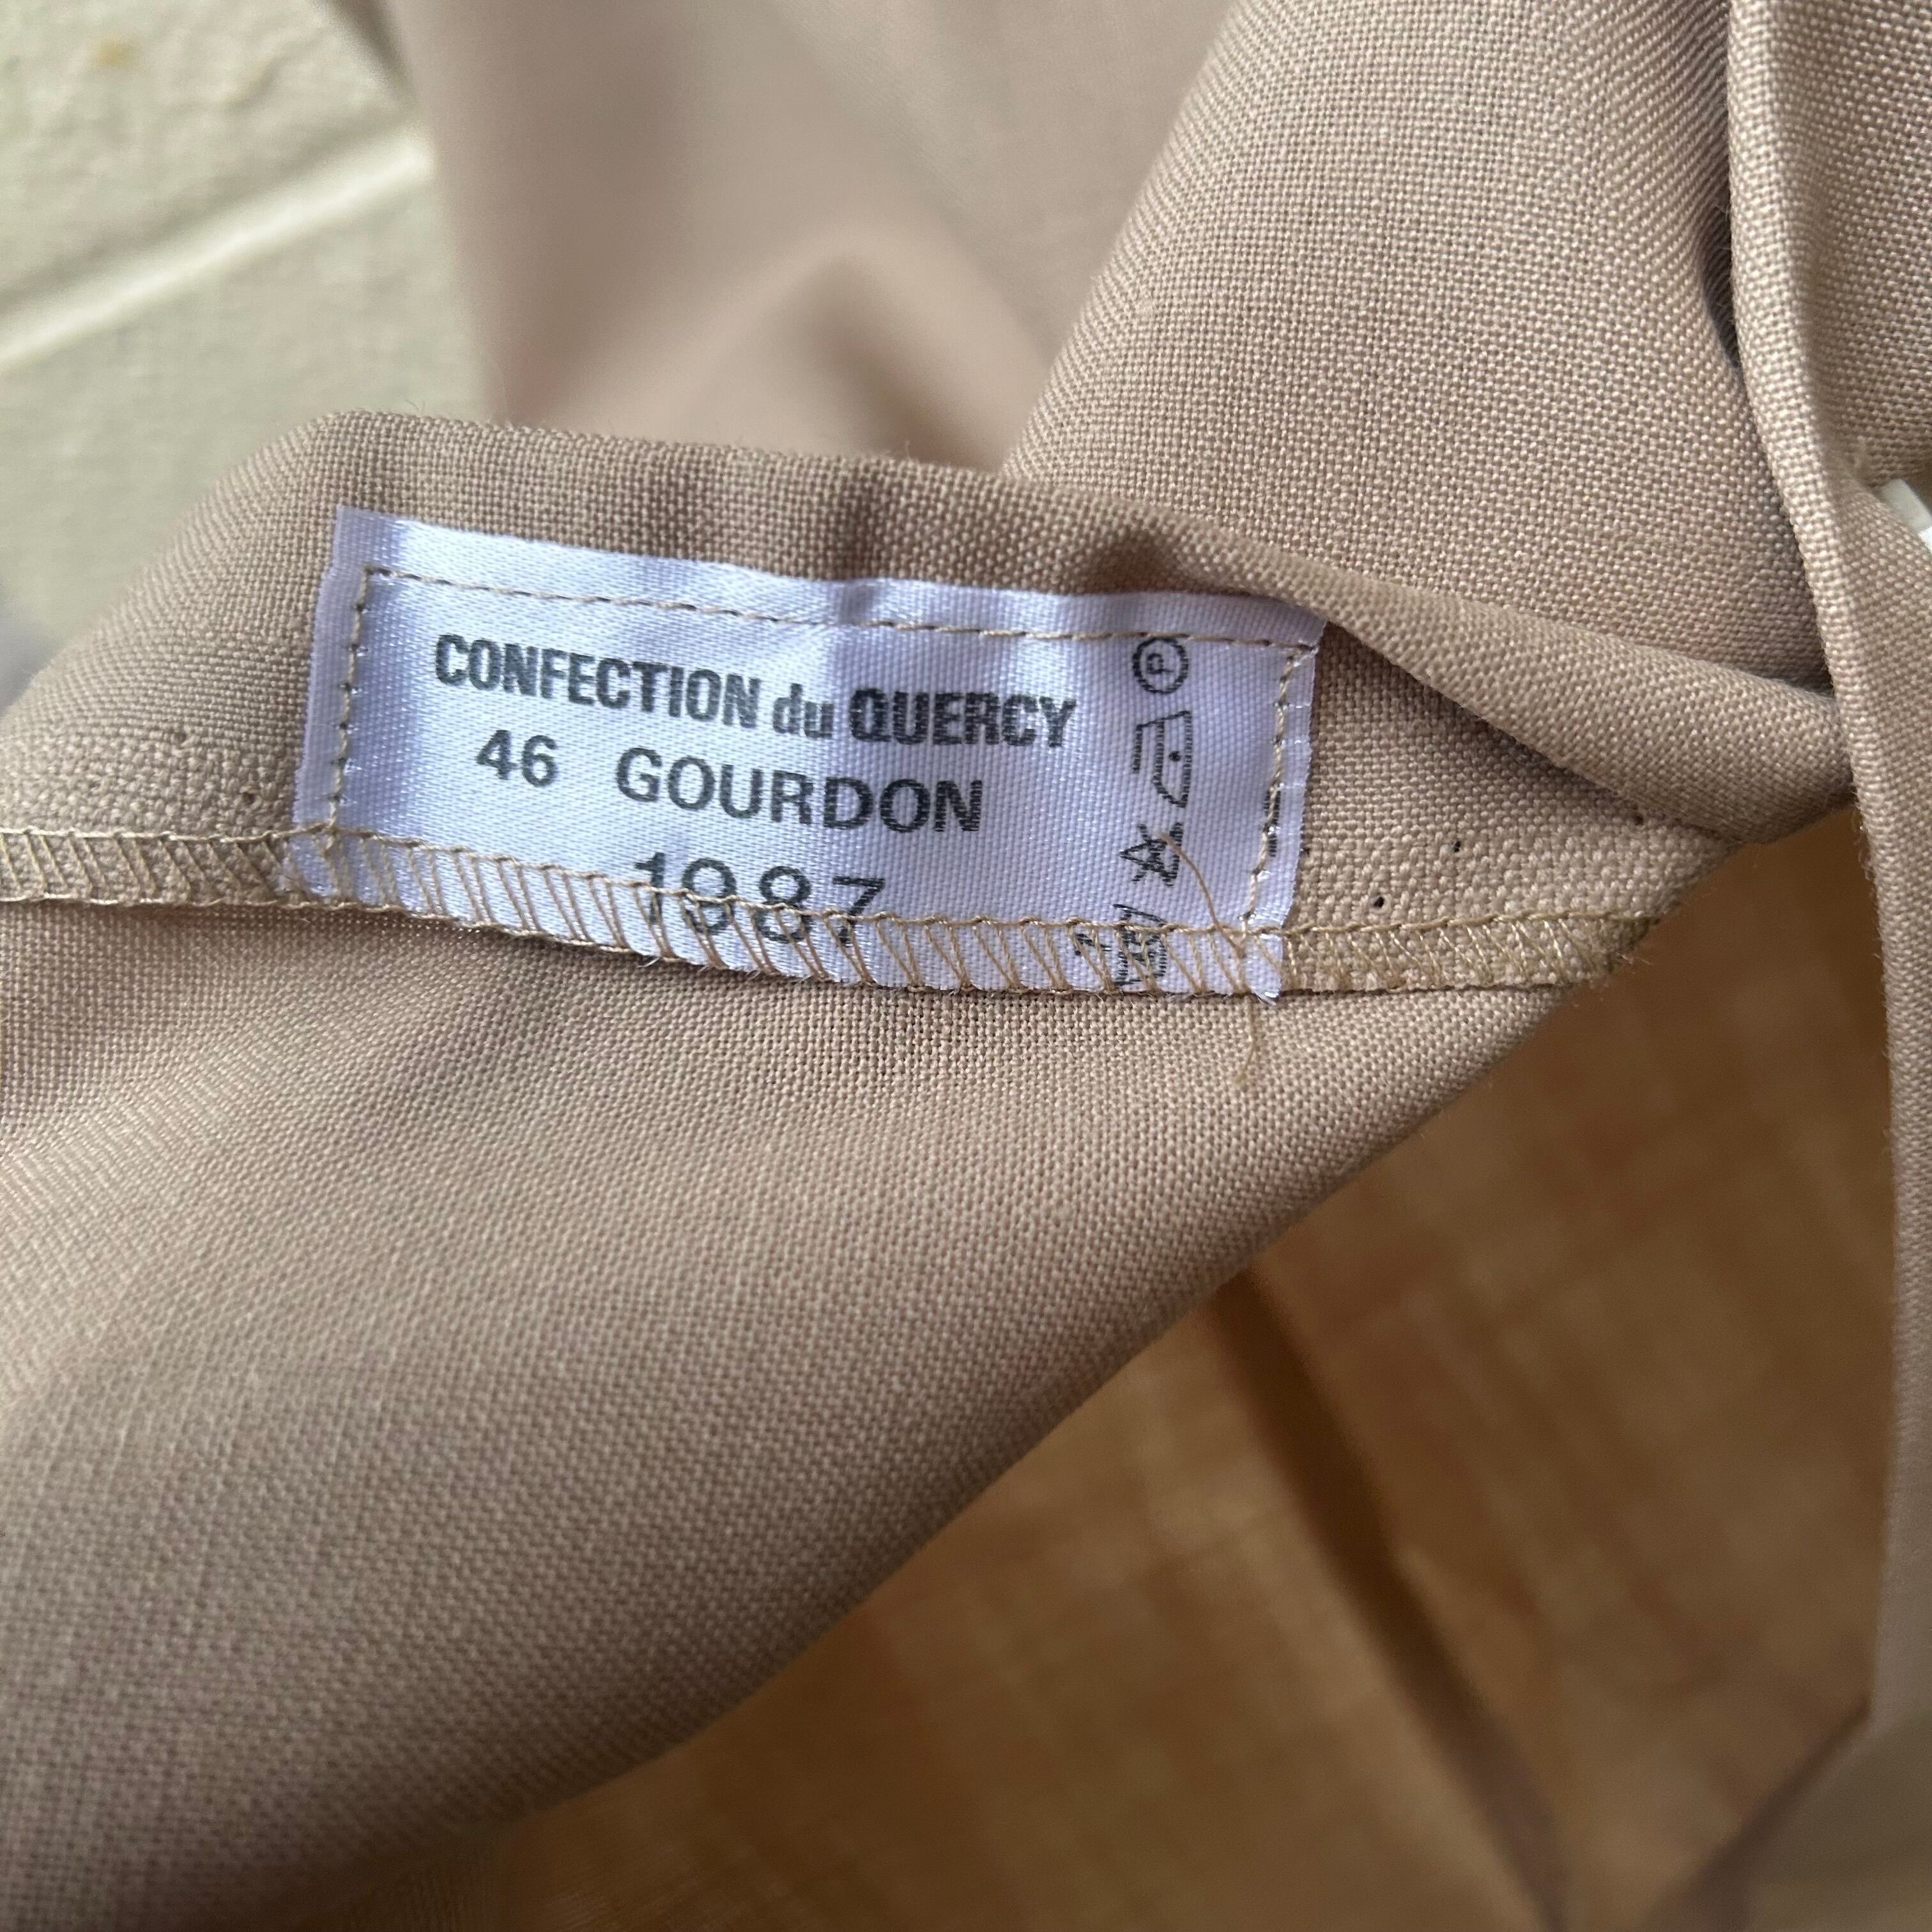 CONFECTION du QUERCY
46 GOURDON
1987
P